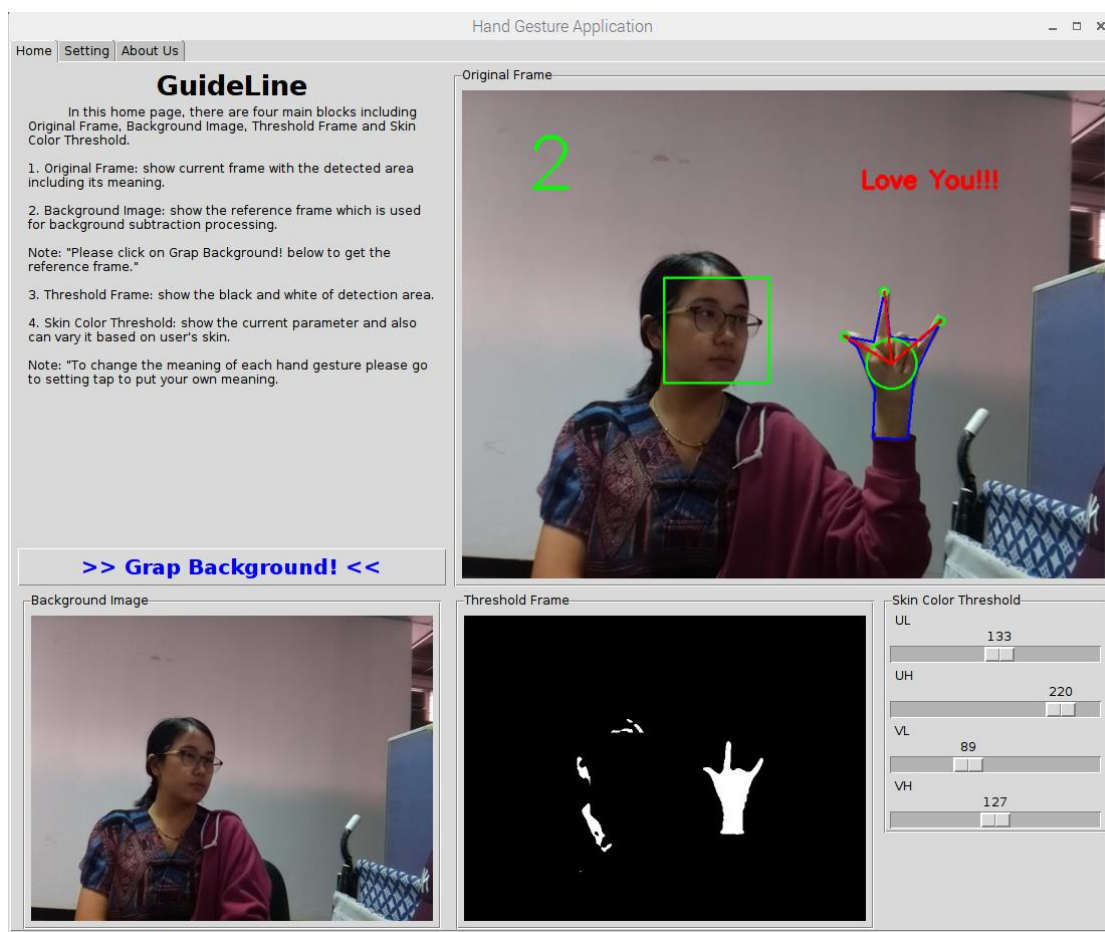 Hand Gesture Application
Home Setting About Us
GuideLine
In this home page, there are four main blocks including
Original Frame, Background Image, Threshold Frame and Skin
Color Threshold.
1. Original Frame: show current frame with the detected area
including its meaning.
2. Background Image: show the reference frame which is used
for background subtraction processing.
Note: "Please click on Grap Background! below to get the
reference frame."
3. Threshold Frame: show the black and white of detection area.
4. Skin Color Threshold: show the current parameter and also
can vary it based on user's skin.
Note: "To change the meaning of each hand gesture please go
to setting tap to put your own meaning.
>> Grap Background! <<
Original Frame
2
Love You!!!
Background Image
Threshold Frame
Skin Color Threshold
UL
133
UH
220
VL
89
VH
127